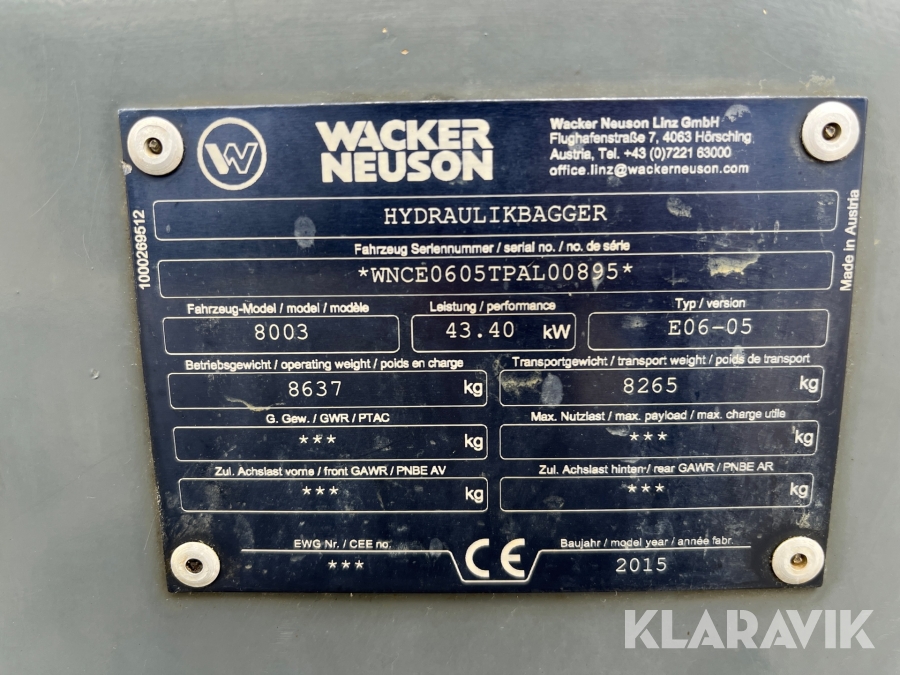 W
WACKER
NEUSON
Wacker Neuson Linz GmbH
Flughafenstraße 7, 4063 Hörsching
Austria, Tel. +43 (0)7221 63000
office.linz@wackerneuson.com
1000269512
Made in Austria
HYDRAULIKBAGGER
Fahrzeug Seriennummer / serial no. / no. de série
*WNCE0605TPAL00895*
Fahrzeug-Model / model / modèle
8003
Leistung / performance
43.40 kW
Typ / version
E06-05
Betriebsgewicht / operating weight / poids en charge
8637 kg
Transportgewicht / transport weight / poids de transport
8265 kg
G. Gew. / GWR / PTAC
*** kg
Max. Nutzlast / max. payload / max. charge utile
*** kg
Zul. Achslast vorne / front GAWR / PNBE AV
*** kg
Zul. Achslast hinten / rear GAWR / PNBE AR
*** kg
EWG Nr. / CEE no.
***
CE
Baujahr / model year / année fabr.
2015
KLARAVIK